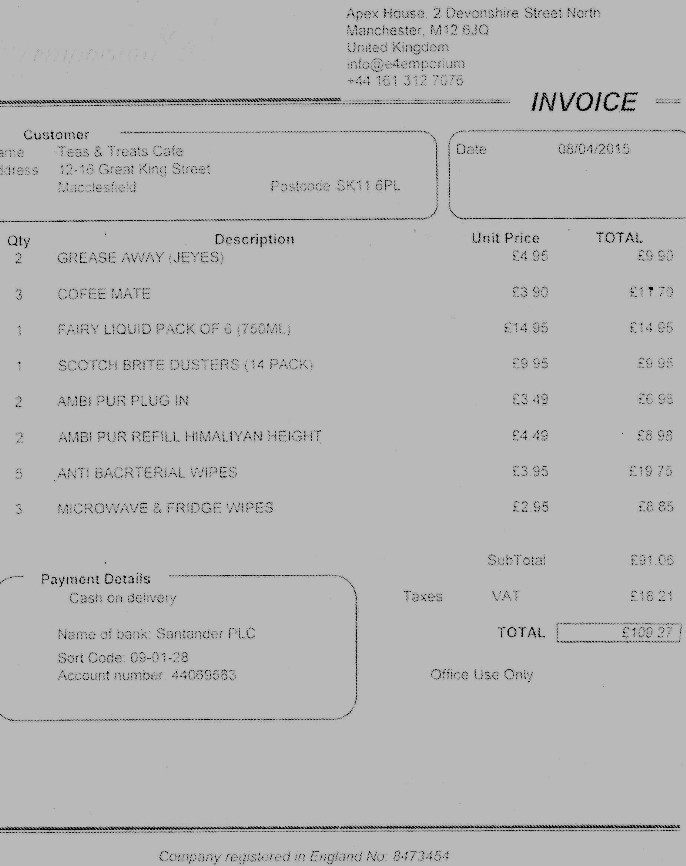 Apex House, 2 Devonshire Street North
Manchester, M12 6JQ
United Kingdom
info@e4emporium
+44 161 312 7076
INVOICE
Customer
ame Teas & Treats Cafe
ddress 12-16 Great King Street
Macclesfield Postcode SK11 6PL
Date 08/04/2015
Qty Description Unit Price TOTAL
2 GREASE AWAY (JEYES) £4.95 £9.90
3 COFEE MATE £3.90 £11.70
1 FAIRY LIQUID PACK OF 6 (750ML) £14.95 £14.95
1 SCOTCH BRITE DUSTERS (14 PACK) £9.95 £9.95
2 AMBI PUR PLUG IN £3.49 £6.98
2 AMBI PUR REFILL HIMALIYAN HEIGHT £4.49 £8.98
5 ANTI BACRTERIAL WIPES £3.95 £19.75
3 MICROWAVE & FRIDGE WIPES £2.95 £8.85
SubTotal £91.06
Payment Details
Cash on delivery
Taxes VAT £18.21
Name of bank: Santander PLC
TOTAL £109.27
Sort Code: 09-01-28
Account number: 44069583
Office Use Only
Company registered in England No. 8473454